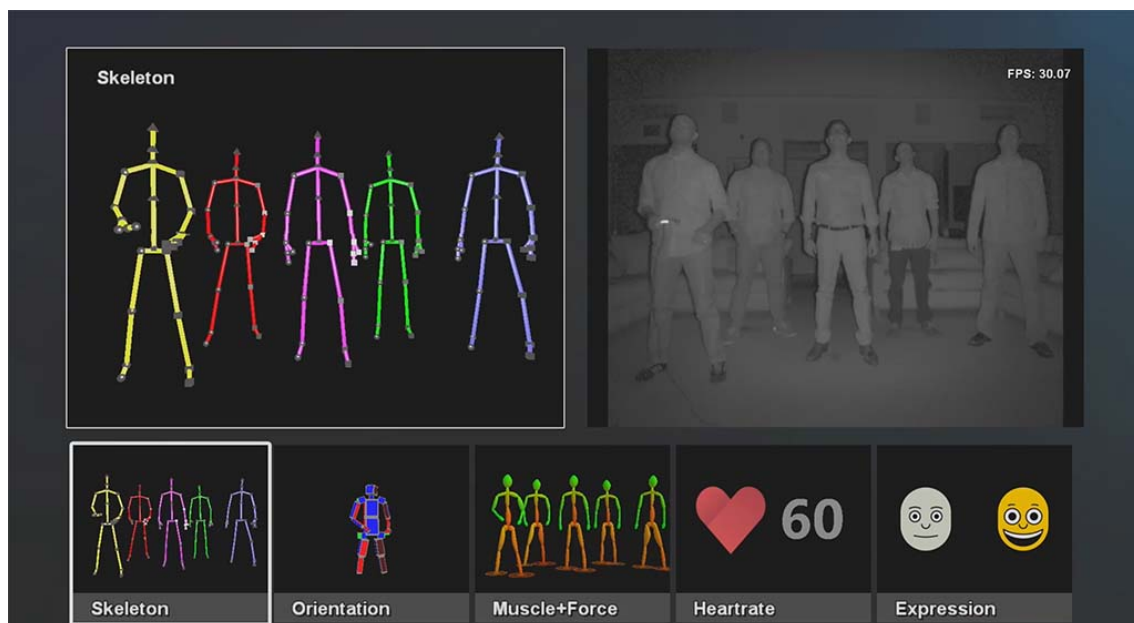 Skeleton
FPS: 30.07
60
Skeleton
Orientation
Muscle+Force
Heartrate
Expression